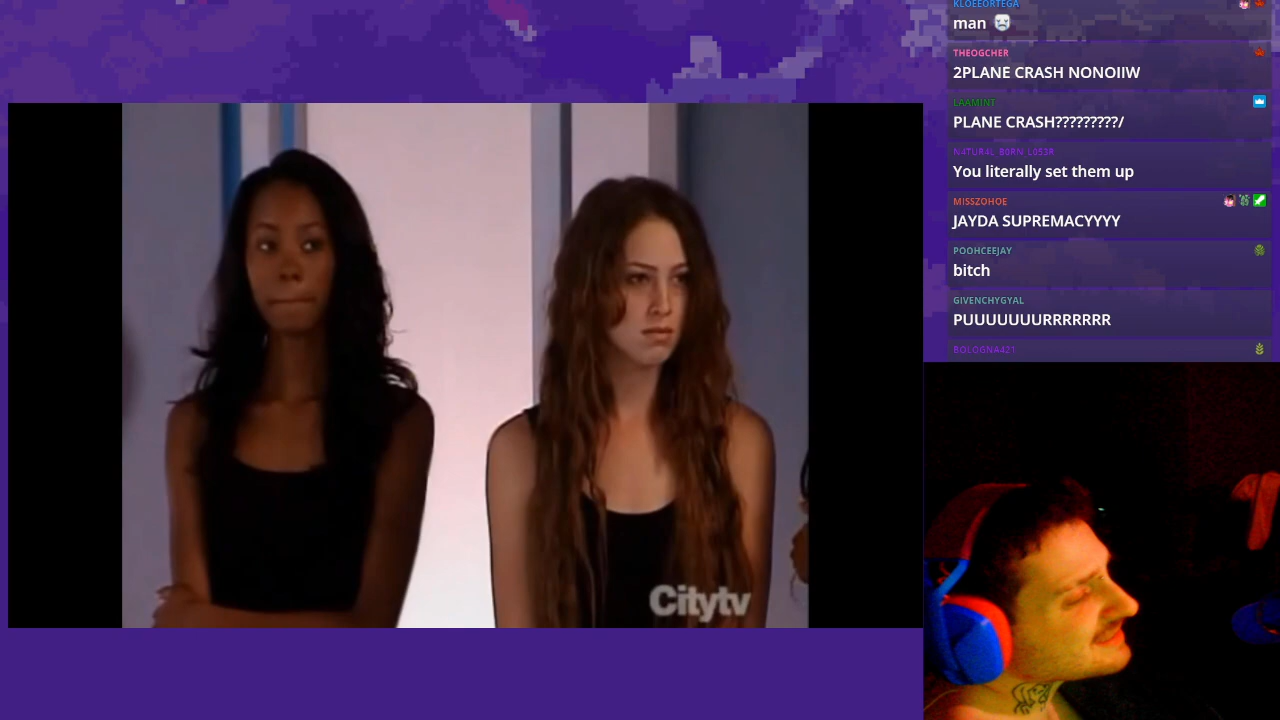 KLOEEORTEGA
man
THEOGCHER
2PLANE CRASH NONOIIW
LAAMINT
PLANE CRASH?????????/
N4TUR4L_B0RN_L053R
You literally set them up
MISSZOHOE
JAYDA SUPREMACYYYY
POOHCEEJAY
bitch
GIVENCHYGYAL
PUUUUUUURRRRRRR
BOLOGNA421
Citytv